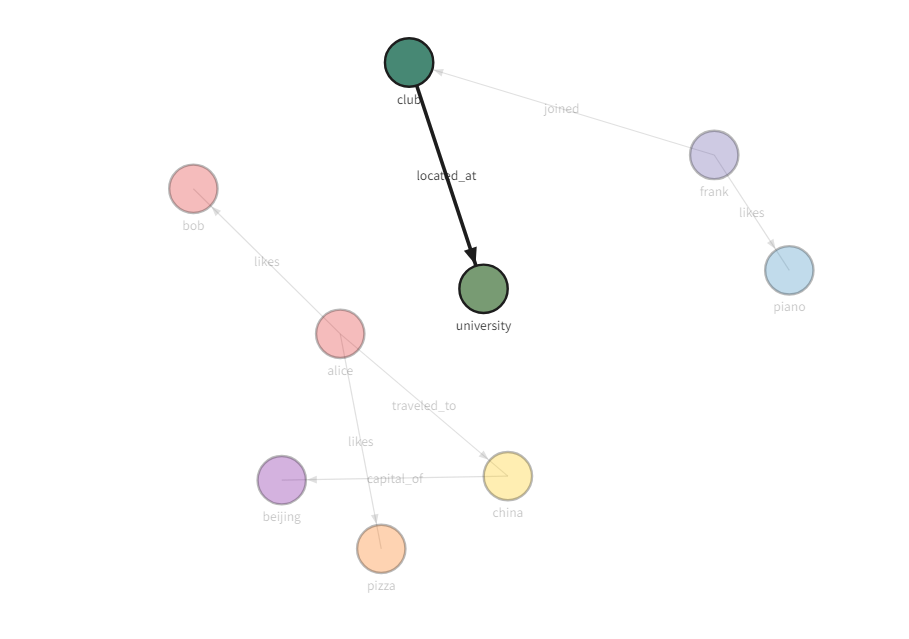 club
joined
located_at
frank
likes
bob
likes
piano
university
alice
traveled_to
likes
capital_of
china
beijing
pizza